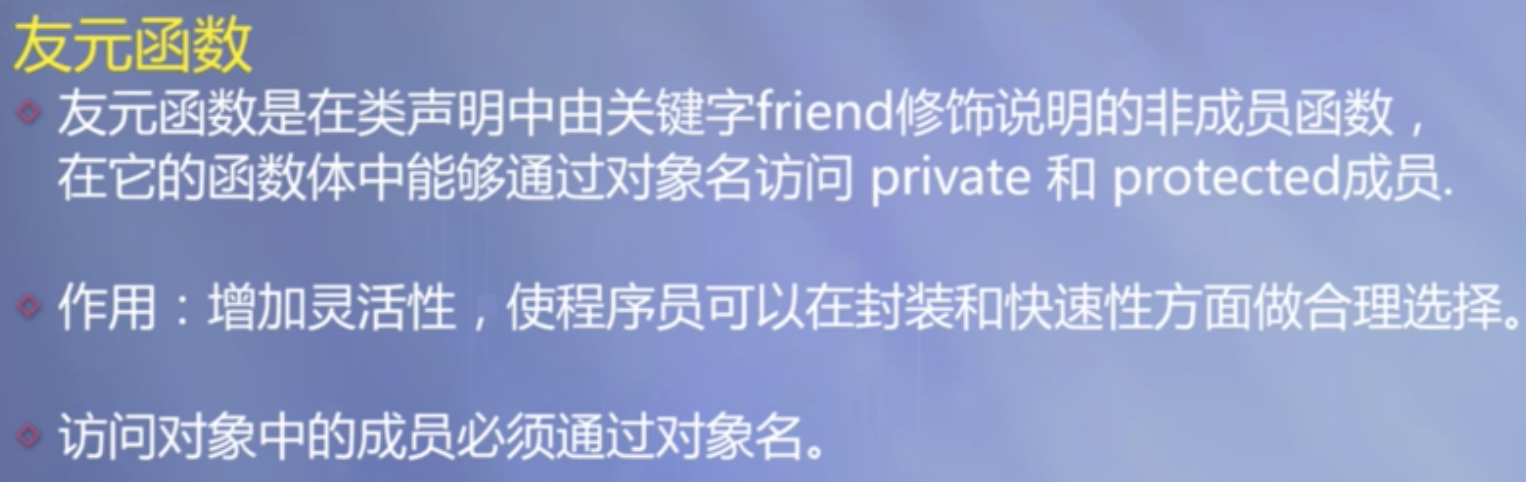 友元函数
友元函数是在类声明中由关键字friend修饰说明的非成员函数，
在它的函数体中能够通过对象名访问 private 和 protected成员.
作用：增加灵活性，使程序员可以在封装和快速性方面做合理选择。
访问对象中的成员必须通过对象名。